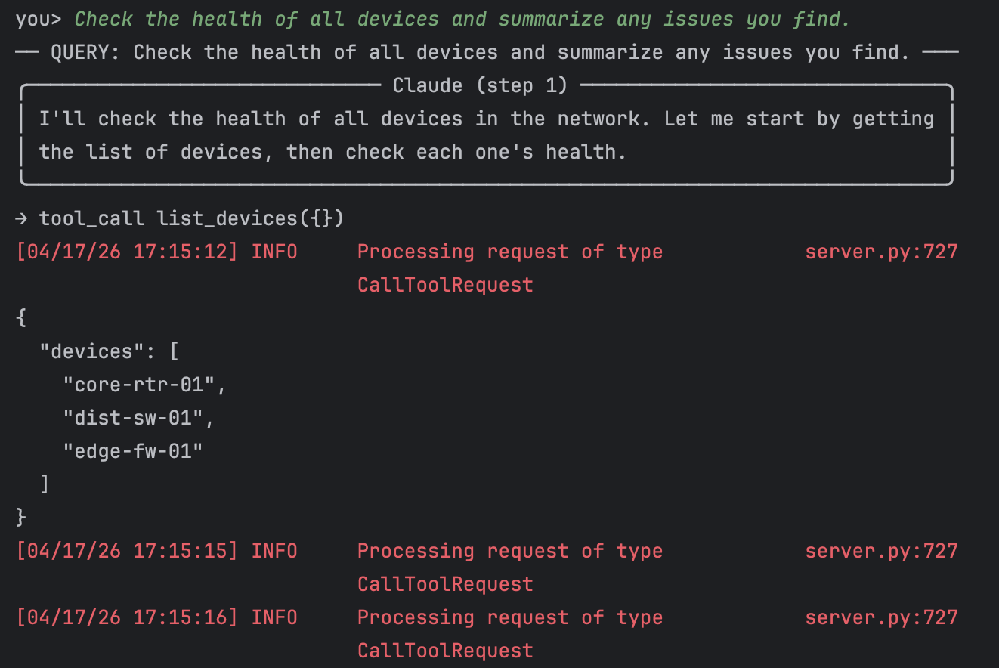 you> Check the health of all devices and summarize any issues you find.
── QUERY: Check the health of all devices and summarize any issues you find. ───
Claude (step 1)
I'll check the health of all devices in the network. Let me start by getting
the list of devices, then check each one's health.
→ tool_call list_devices({})
[04/17/26 17:15:12] INFO     Processing request of type            server.py:727
                             CallToolRequest
{
  "devices": [
    "core-rtr-01",
    "dist-sw-01",
    "edge-fw-01"
  ]
}
[04/17/26 17:15:15] INFO     Processing request of type            server.py:727
                             CallToolRequest
[04/17/26 17:15:16] INFO     Processing request of type            server.py:727
                             CallToolRequest